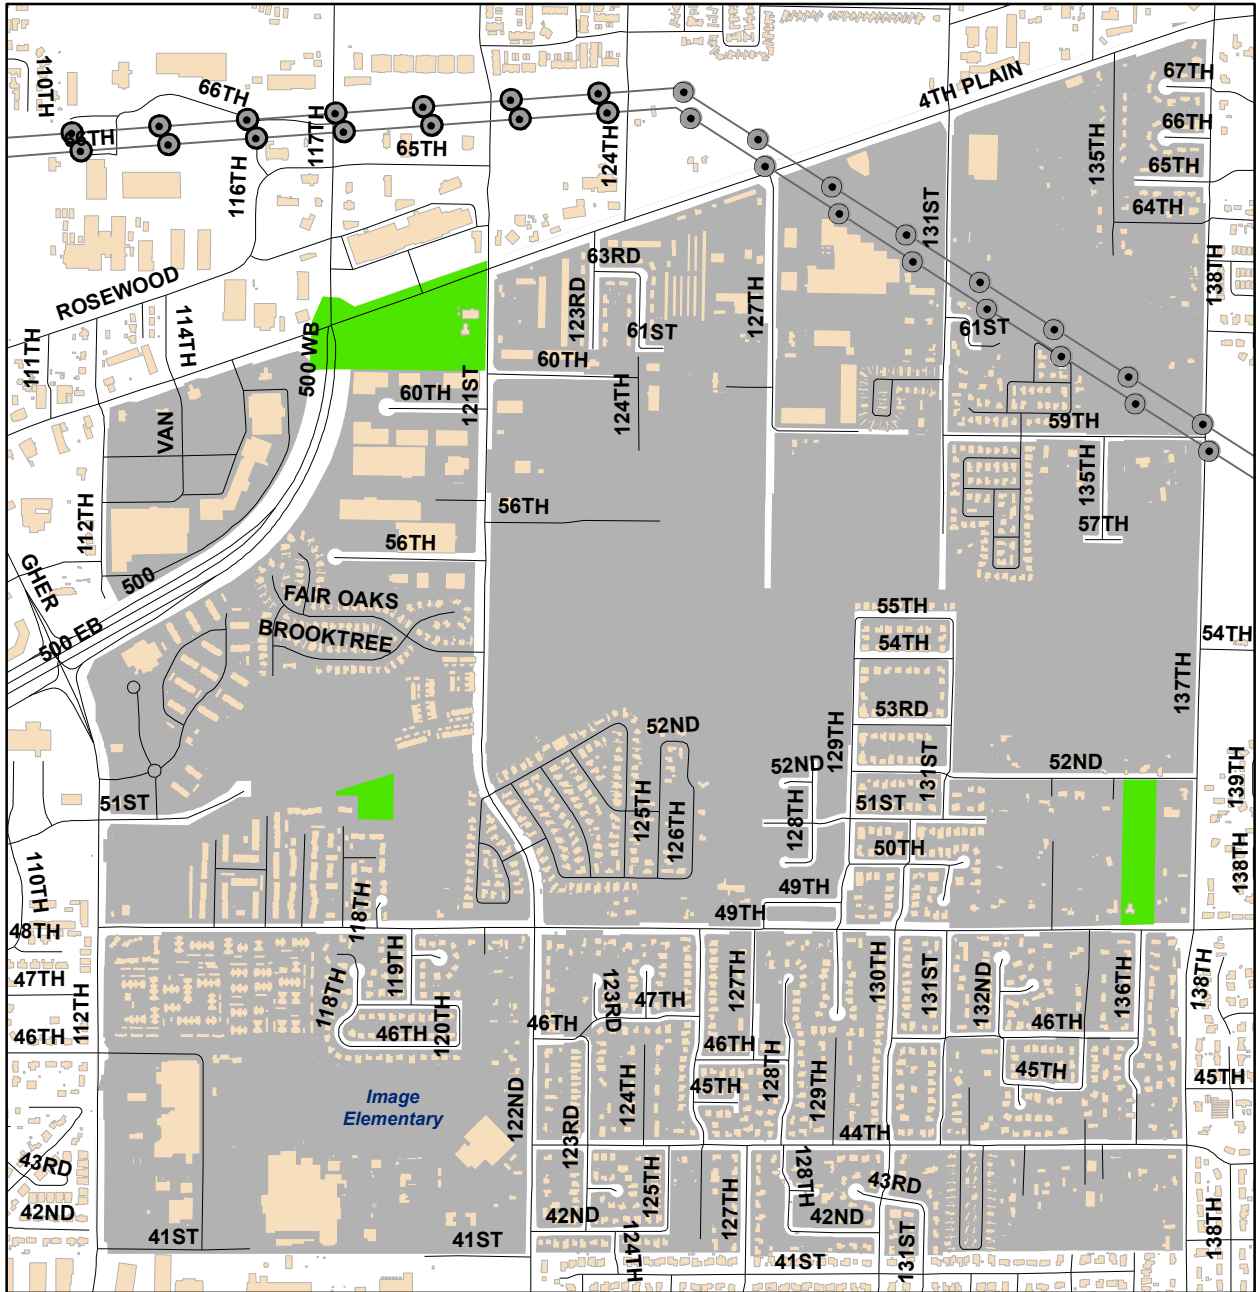 67TH
110TH
66TH
4TH PLAIN
117TH
66TH
66TH
65TH
124TH
135TH
65TH
116TH
64TH
131ST
63RD
138TH
ROSEWOOD
127TH
123RD
114TH
61ST
61ST
111TH
500 WB
60TH
60TH
121ST
124TH
59TH
VAN
135TH
56TH
112TH
57TH
56TH
GHER
500
FAIR OAKS
55TH
BROOKTREE
54TH
54TH
500 EB
137TH
53RD
52ND
129TH
52ND
131ST
52ND
139TH
51ST
51ST
125TH
128TH
126TH
50TH
138TH
110TH
49TH
118TH
49TH
48TH
119TH
127TH
130TH
131ST
132ND
136TH
138TH
47TH
118TH
123RD
47TH
112TH
120TH
46TH
46TH
46TH
46TH
46TH
128TH
45TH
45TH
45TH
129TH
124TH
Image
Elementary
122ND
123RD
44TH
43RD
128TH
43RD
125TH
127TH
42ND
42ND
42ND
138TH
41ST
41ST
124TH
131ST
41ST